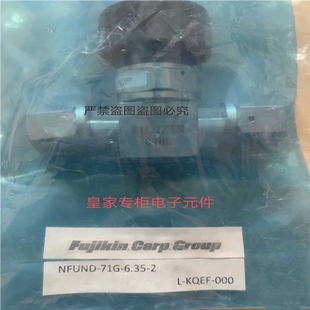 严禁盗图盗图必究
皇家专柜电子元件
Fujikin Carp Group
NFUND-71G-6.35-2
L-KQEF-000